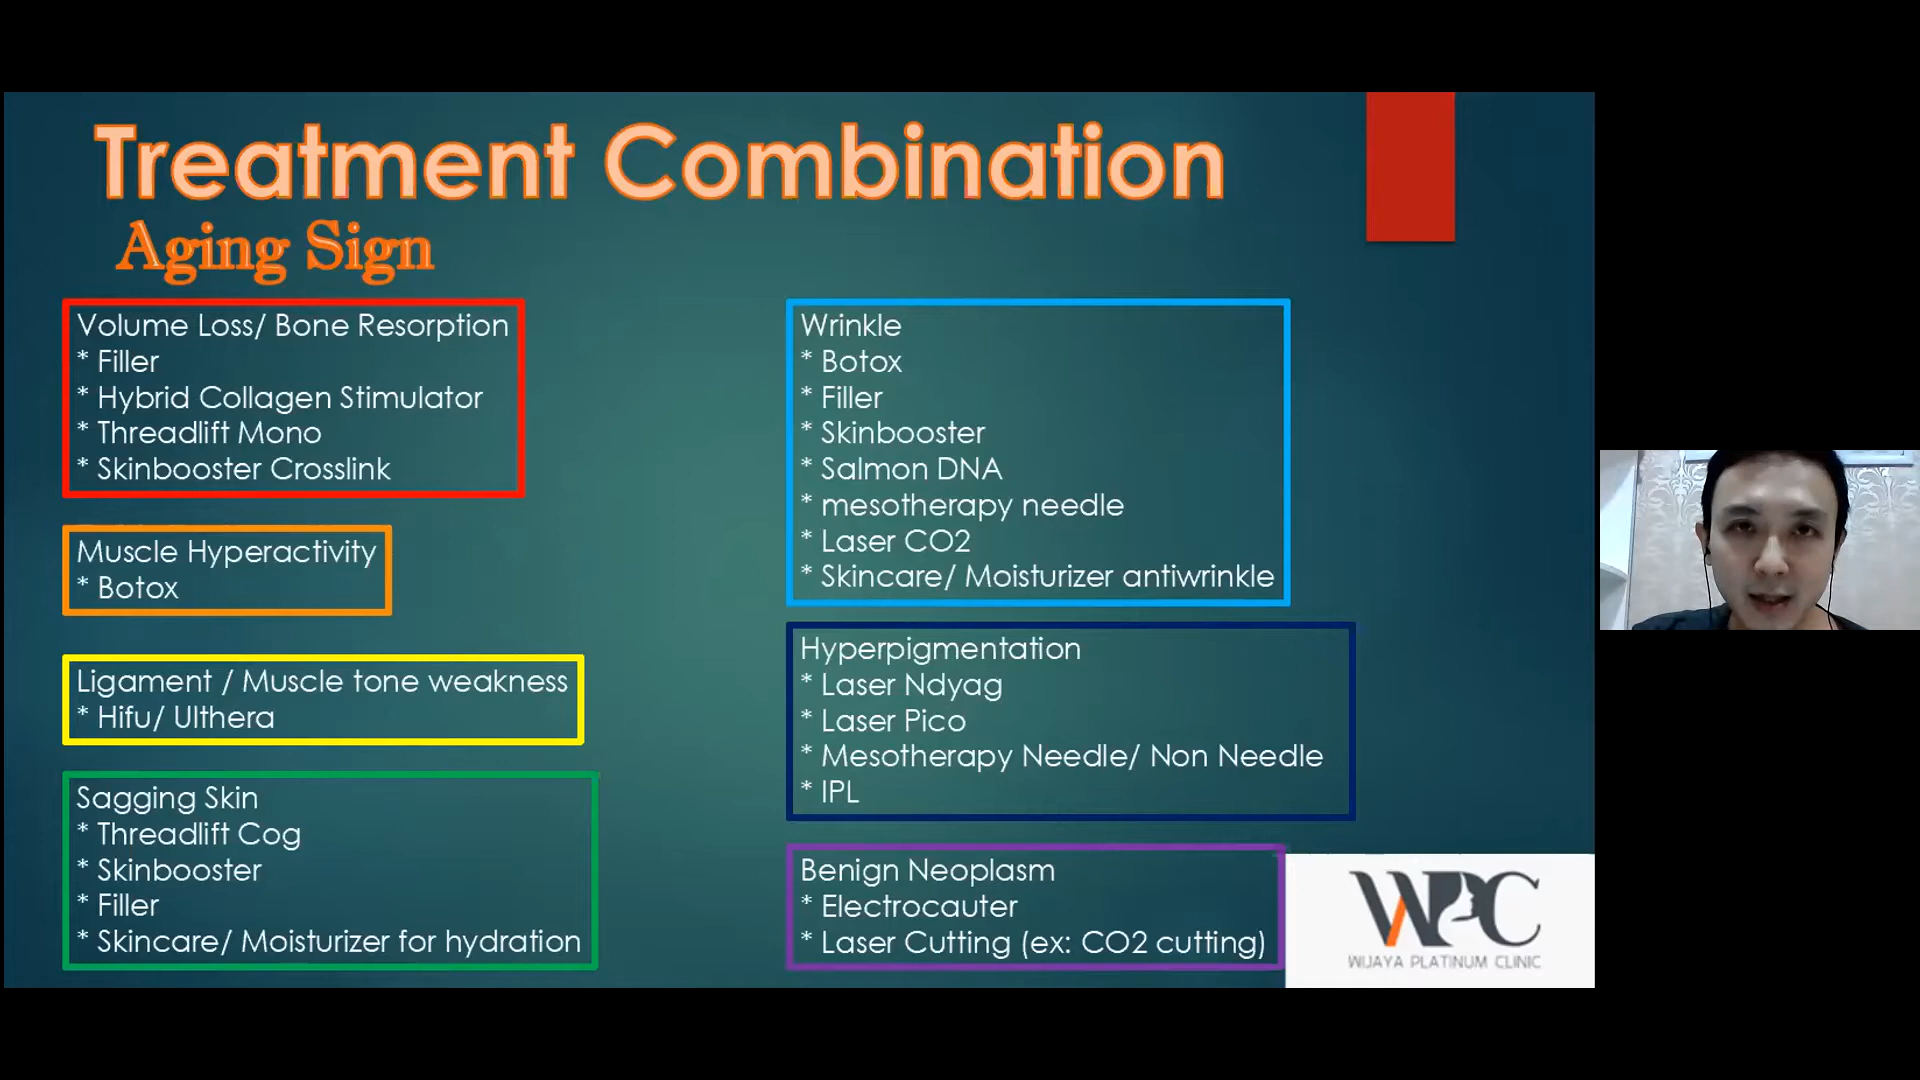 Treatment Combination
Aging Sign
Volume Loss/ Bone Resorption
* Filler
* Hybrid Collagen Stimulator
* Threadlift Mono
* Skinbooster Crosslink
Muscle Hyperactivity
* Botox
Ligament / Muscle tone weakness
* Hifu/ Ulthera
Sagging Skin
* Threadlift Cog
* Skinbooster
* Filler
* Skincare/ Moisturizer for hydration
Wrinkle
* Botox
* Filler
* Skinbooster
* Salmon DNA
* mesotherapy needle
* Laser CO2
* Skincare/ Moisturizer antiwrinkle
Hyperpigmentation
* Laser Ndyag
* Laser Pico
* Mesotherapy Needle/ Non Needle
* IPL
Benign Neoplasm
* Electrocauter
* Laser Cutting (ex: CO2 cutting)
WPC
WIJAYA PLATINUM CLINIC